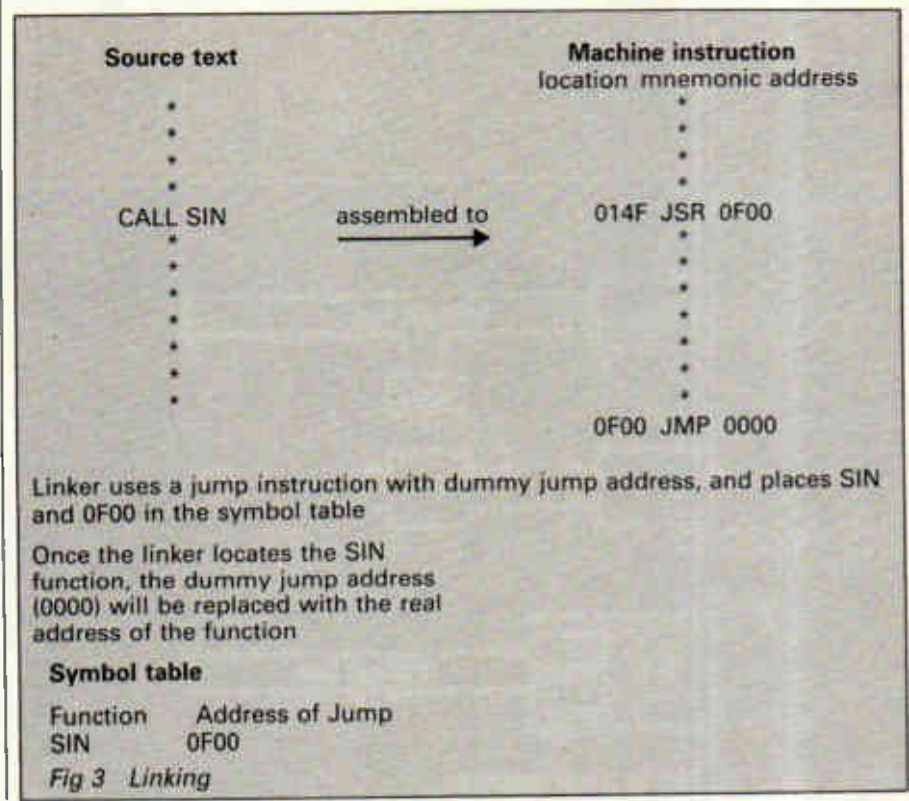 Source text
Machine instruction
location mnemonic address
CALL SIN
assembled to
014F JSR 0F00
0F00 JMP 0000
Linker uses a jump instruction with dummy jump address, and places SIN
and 0F00 in the symbol table
Once the linker locates the SIN
function, the dummy jump address
(0000) will be replaced with the real
address of the function
Symbol table
Function Address of Jump
SIN 0F00
Fig 3 Linking